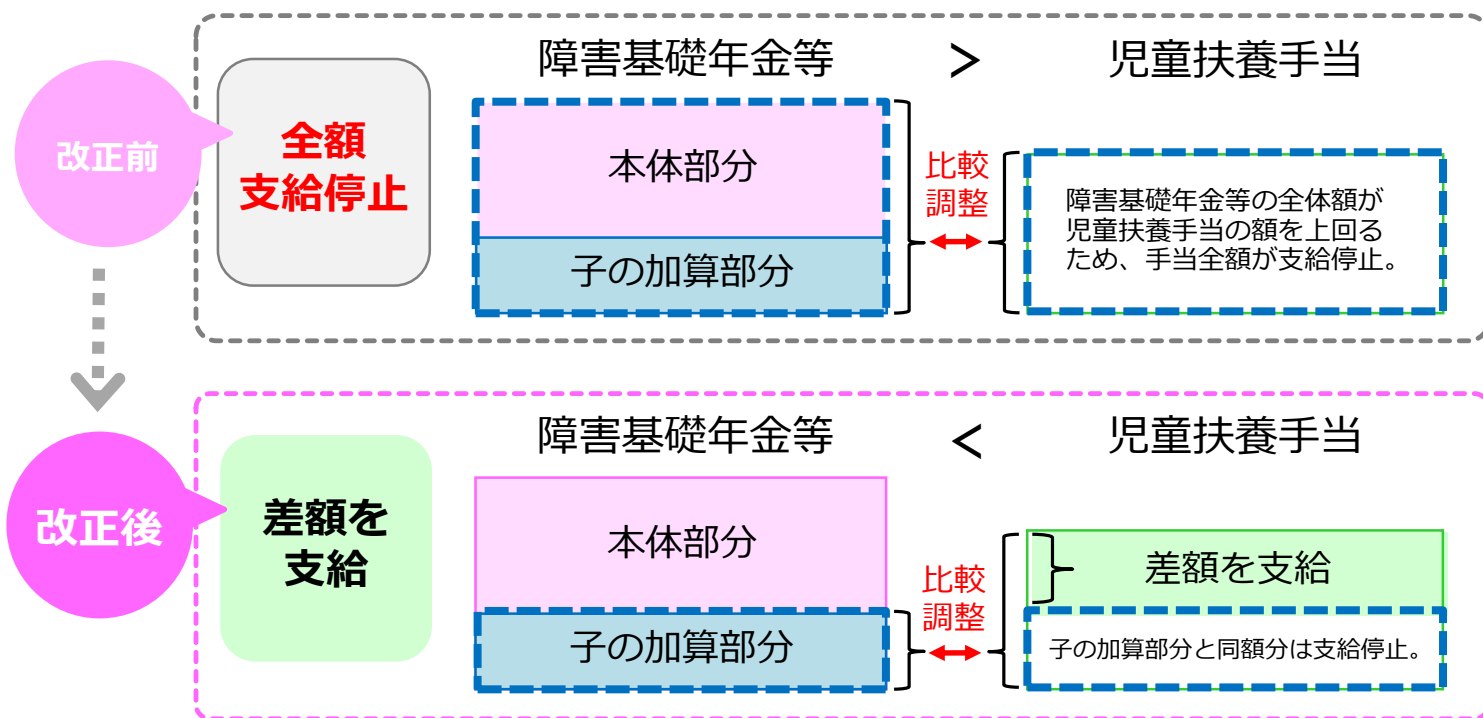 障害基礎年金等 > 児童扶養手当
改正前
全額
支給停止
本体部分
子の加算部分
比較
調整
障害基礎年金等の全体額が
児童扶養手当の額を上回る
ため、手当全額が支給停止。
障害基礎年金等 < 児童扶養手当
改正後
差額を
支給
本体部分
子の加算部分
比較
調整
差額を支給
子の加算部分と同額分は支給停止。